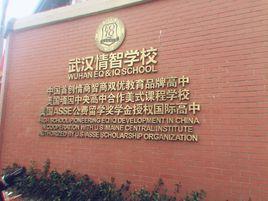 武汉情智学校
WUHAN EQ & IQ SCHOOL
中国首创情商智商双优教育品牌高中
美国缅因中央高中合作美式课程学校
美国ASSE公费留学奖学金授权国际高中
HIGH SCHOOL PIONEERING EQ IQ DEVELOPMENT IN CHINA
IN COOPERATION WITH U S MAINE CENTRAL INSTITUTE
AUTHORIZED BY U S ASSE SCHOLARSHIP ORGANIZATION